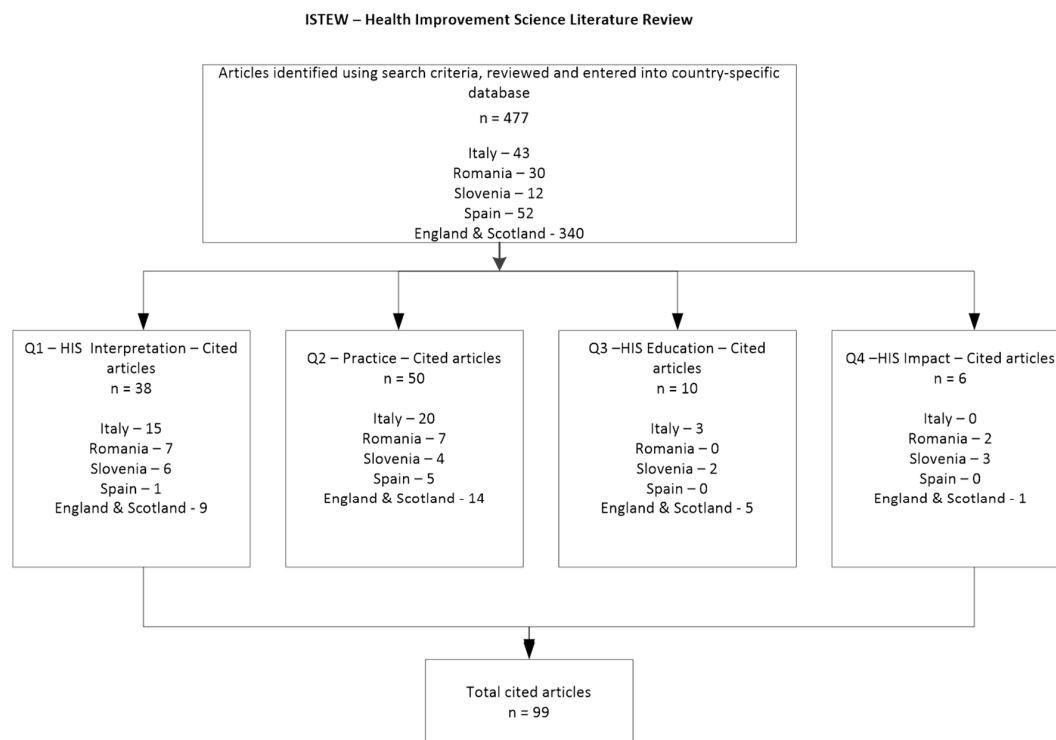 ISTEW – Health Improvement Science Literature Review
Articles identified using search criteria, reviewed and entered into country-specific
database
n = 477
Italy – 43
Romania – 30
Slovenia – 12
Spain – 52
England & Scotland - 340
Q1 – HIS Interpretation – Cited
articles
n = 38
Italy – 15
Romania – 7
Slovenia – 6
Spain – 1
England & Scotland - 9
Q2 – Practice – Cited articles
n = 50
Italy – 20
Romania – 7
Slovenia – 4
Spain – 5
England & Scotland - 14
Q3 –HIS Education – Cited
articles
n = 10
Italy – 3
Romania – 0
Slovenia – 2
Spain – 0
England & Scotland - 5
Q4 –HIS Impact – Cited articles
n = 6
Italy – 0
Romania – 2
Slovenia – 3
Spain – 0
England & Scotland - 1
Total cited articles
n = 99